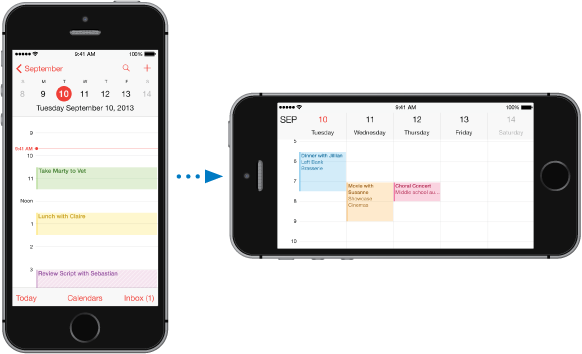 9:41 AM 100%
September
S M T W T F S
8 9 10 11 12 13 14
Tuesday September 10, 2013
9
9:41 AM
10
Take Marty to Vet
11
Noon
Lunch with Claire
1
2
3
Review Script with Sebastian
Today Calendars Inbox (1)
9:41 AM 100%
SEP 10 11 12 13 14
Tuesday Wednesday Thursday Friday Saturday
5
Dinner with Jillian
Left Bank
Brasserie
6
7
Movie with
Susanne
Showcase
Cinemas
Choral Concert
Middle school au...
8
9
10